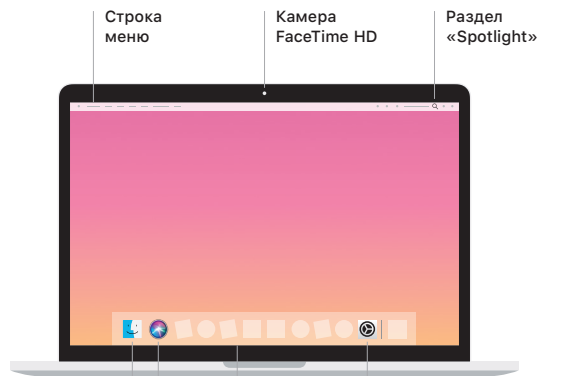 Строка
меню
Камера
FaceTime HD
Раздел
«Spotlight»